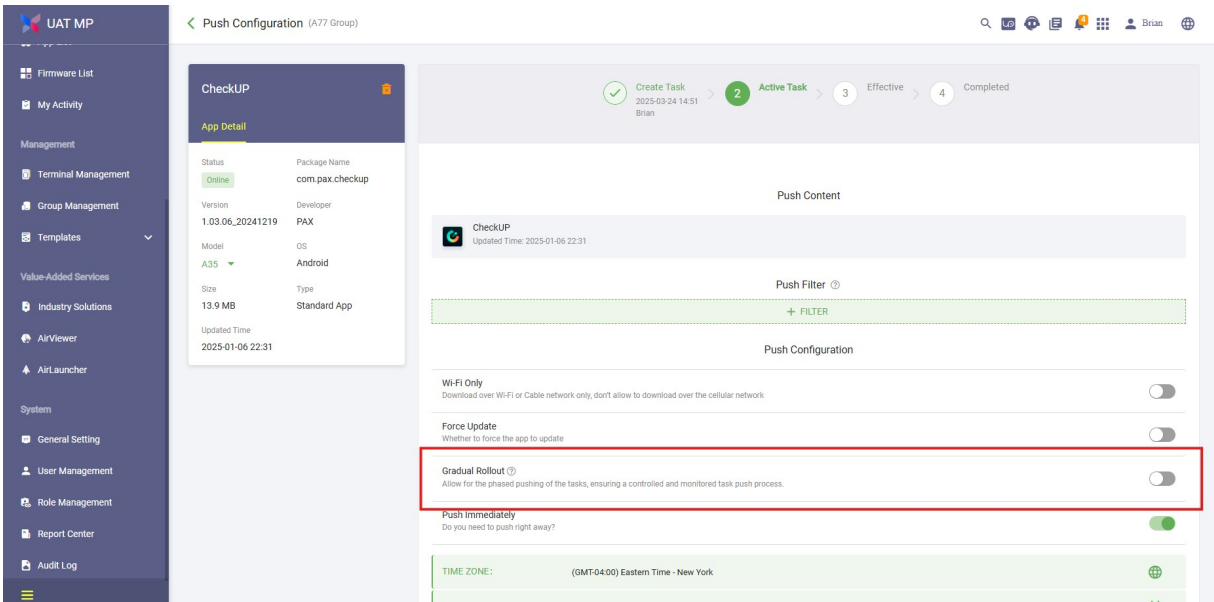 UAT MP
Push Configuration (A77 Group)
4
Brian
Firmware List
My Activity
Management
Terminal Management
Group Management
Templates
Value-Added Services
Industry Solutions
AirViewer
AirLauncher
System
General Setting
User Management
Role Management
Report Center
Audit Log
CheckUP
App Detail
Status
Package Name
Online
com.pax.checkup
Version
Developer
1.03.06_20241219
PAX
Model
OS
A35
Android
Size
Type
13.9 MB
Standard App
Updated Time
2025-01-06 22:31
Create Task
2025-03-24 14:51
Brian
2
Active Task
3
Effective
4
Completed
Push Content
CheckUP
Updated Time: 2025-01-06 22:31
Push Filter
+ FILTER
Push Configuration
Wi-Fi Only
Download over Wi-Fi or Cable network only, don't allow to download over the cellular network
Force Update
Whether to force the app to update
Gradual Rollout
Allow for the phased pushing of the tasks, ensuring a controlled and monitored task push process.
Push Immediately
Do you need to push right away?
TIME ZONE:
(GMT-04:00) Eastern Time - New York